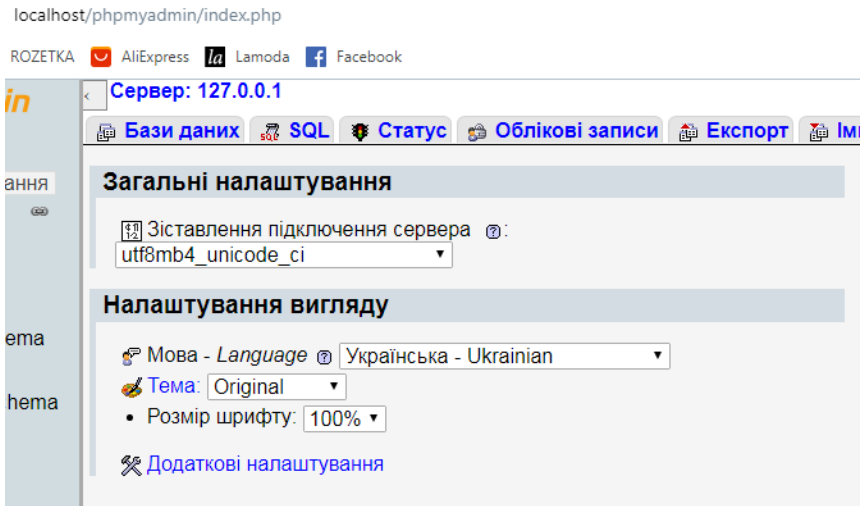 localhost/phpmyadmin/index.php
ROZETKA AliExpress la Lamoda f Facebook
in
Сервер: 127.0.0.1
Бази даних SQL Статус Облікові записи Експорт Ім
ання
Загальні налаштування
Зіставлення підключення сервера :
utf8mb4_unicode_ci
Налаштування вигляду
ema
Мова - Language Українська - Ukrainian
Тема: Original
hema
• Розмір шрифту: 100%
Додаткові налаштування